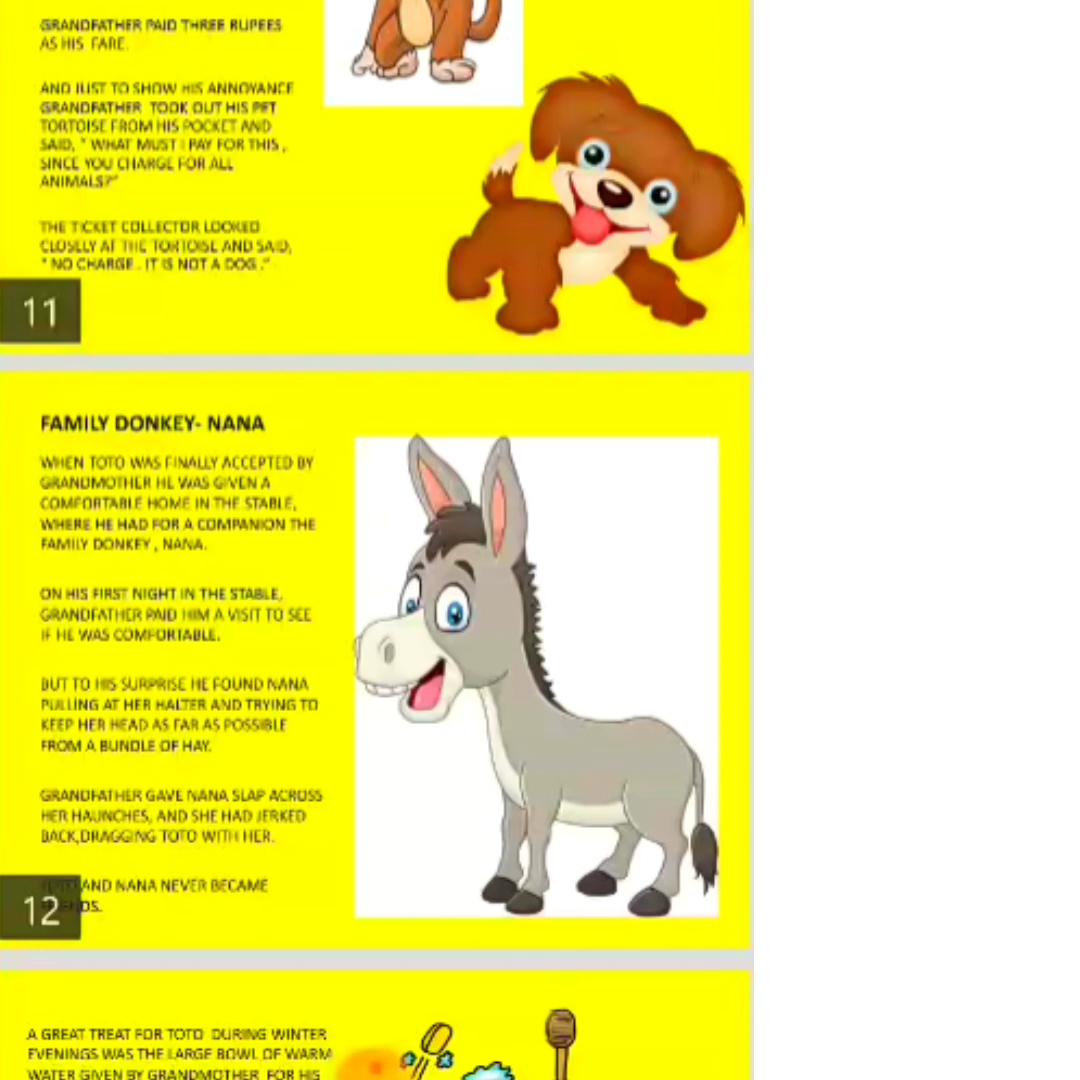 GRANDFATHER PAID THREE RUPEES
AS HIS FARE.
AND JUST TO SHOW HIS ANNOYANCE
GRANDFATHER TOOK OUT HIS PET
TORTOISE FROM HIS POCKET AND
SAID, " WHAT MUST I PAY FOR THIS ,
SINCE YOU CHARGE FOR ALL
ANIMALS?"
THE TICKET COLLECTOR LOOKED
CLOSELY AT THE TORTOISE AND SAID,
" NO CHARGE . IT IS NOT A DOG ."
11
FAMILY DONKEY- NANA
WHEN TOTO WAS FINALLY ACCEPTED BY
GRANDMOTHER HE WAS GIVEN A
COMFORTABLE HOME IN THE STABLE,
WHERE HE HAD FOR A COMPANION THE
FAMILY DONKEY , NANA.
ON HIS FIRST NIGHT IN THE STABLE,
GRANDFATHER PAID HIM A VISIT TO SEE
IF HE WAS COMFORTABLE.
BUT TO HIS SURPRISE HE FOUND NANA
PULLING AT HER HALTER AND TRYING TO
KEEP HER HEAD AS FAR AS POSSIBLE
FROM A BUNDLE OF HAY.
GRANDFATHER GAVE NANA SLAP ACROSS
HER HAUNCHES, AND SHE HAD JERKED
BACK,DRAGGING TOTO WITH HER.
AND NANA NEVER BECAME
12
A GREAT TREAT FOR TOTO DURING WINTER
EVENINGS WAS THE LARGE BOWL OF WARM
WATER GIVEN BY GRANDMOTHER FOR HIS